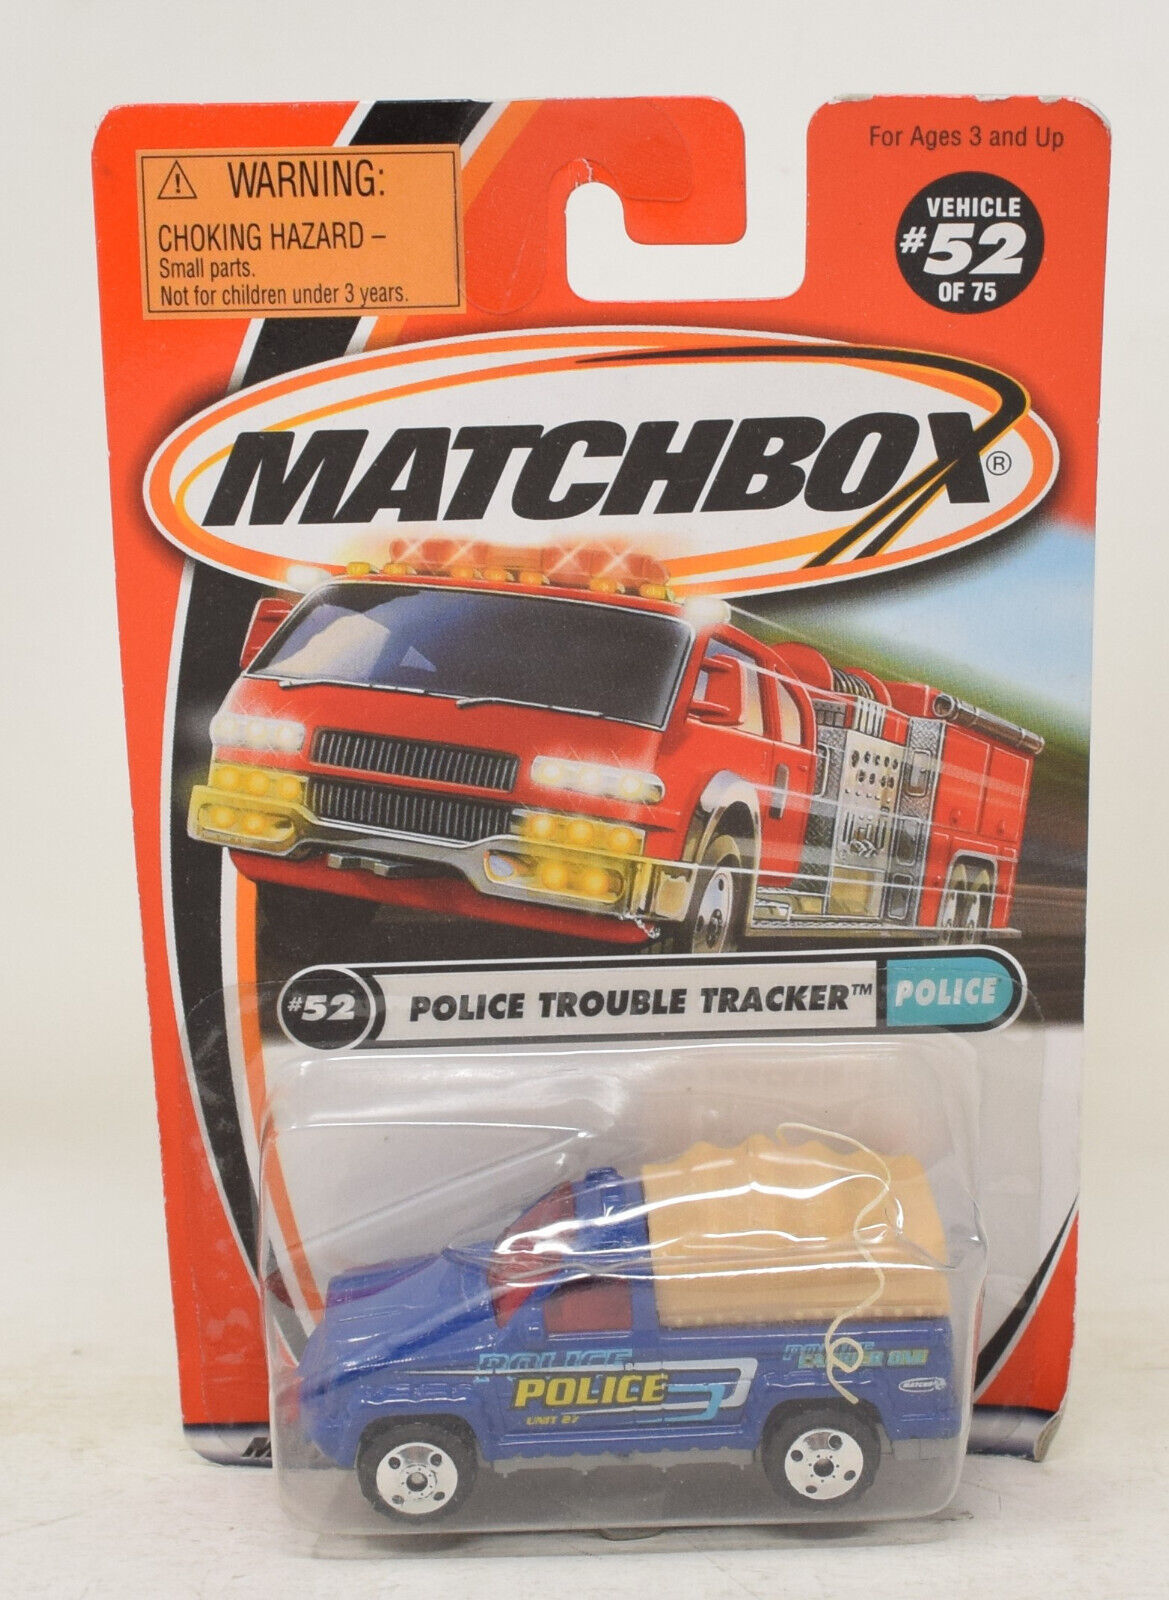 WARNING:
CHOKING HAZARD –
Small parts.
Not for children under 3 years.
For Ages 3 and Up
VEHICLE
#52
OF 75
MATCHBOX®
#52 POLICE TROUBLE TRACKER™ POLICE
POLICE
POLICE
UNIT 27
MATCHBOX